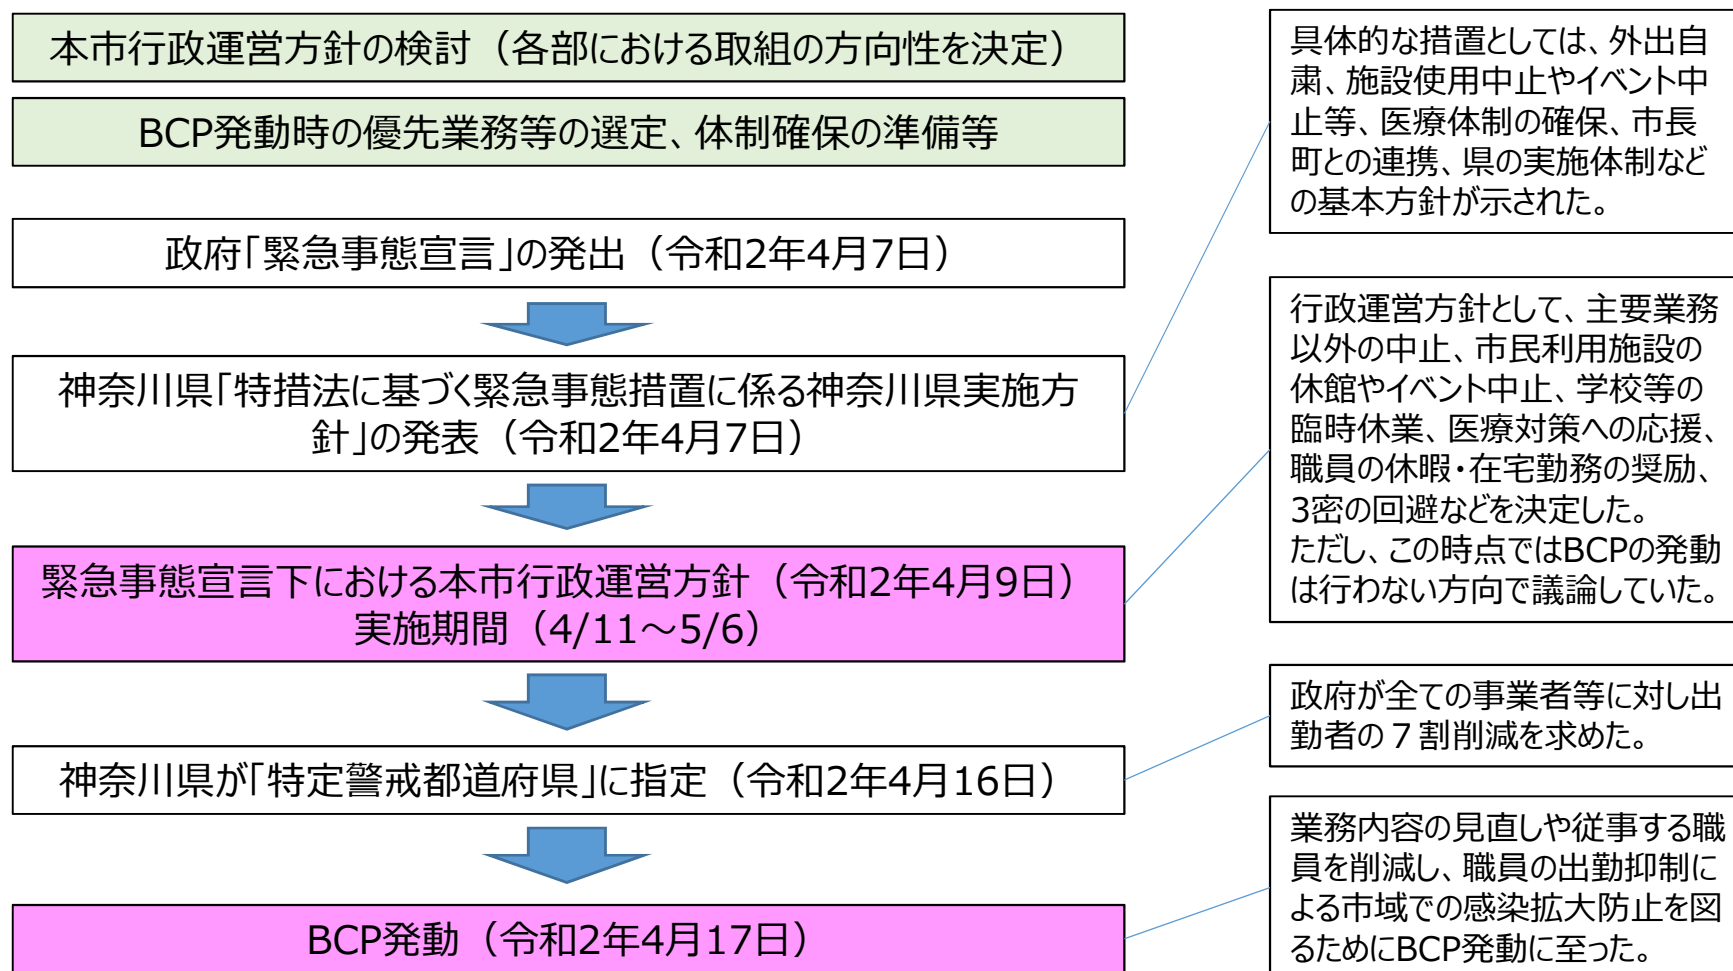 本市行政運営方針の検討（各部における取組の方向性を決定）
BCP発動時の優先業務等の選定、体制確保の準備等
政府「緊急事態宣言」の発出（令和2年4月7日）
神奈川県「特措法に基づく緊急事態措置に係る神奈川県実施方
針」の発表（令和2年4月7日）
緊急事態宣言下における本市行政運営方針（令和2年4月9日）
実施期間（4/11～5/6）
神奈川県が「特定警戒都道府県」に指定（令和2年4月16日）
BCP発動（令和2年4月17日）
具体的な措置としては、外出自
粛、施設使用中止やイベント中
止等、医療体制の確保、市長
町との連携、県の実施体制など
の基本方針が示された。
行政運営方針として、主要業務
以外の中止、市民利用施設の
休館やイベント中止、学校等の
臨時休業、医療対策への応援、
職員の休暇・在宅勤務の奨励、
3密の回避などを決定した。
ただし、この時点ではBCPの発動
は行わない方向で議論していた。
政府が全ての事業者等に対し出
勤者の７割削減を求めた。
業務内容の見直しや従事する職
員を削減し、職員の出勤抑制に
よる市域での感染拡大防止を図
るためにBCP発動に至った。